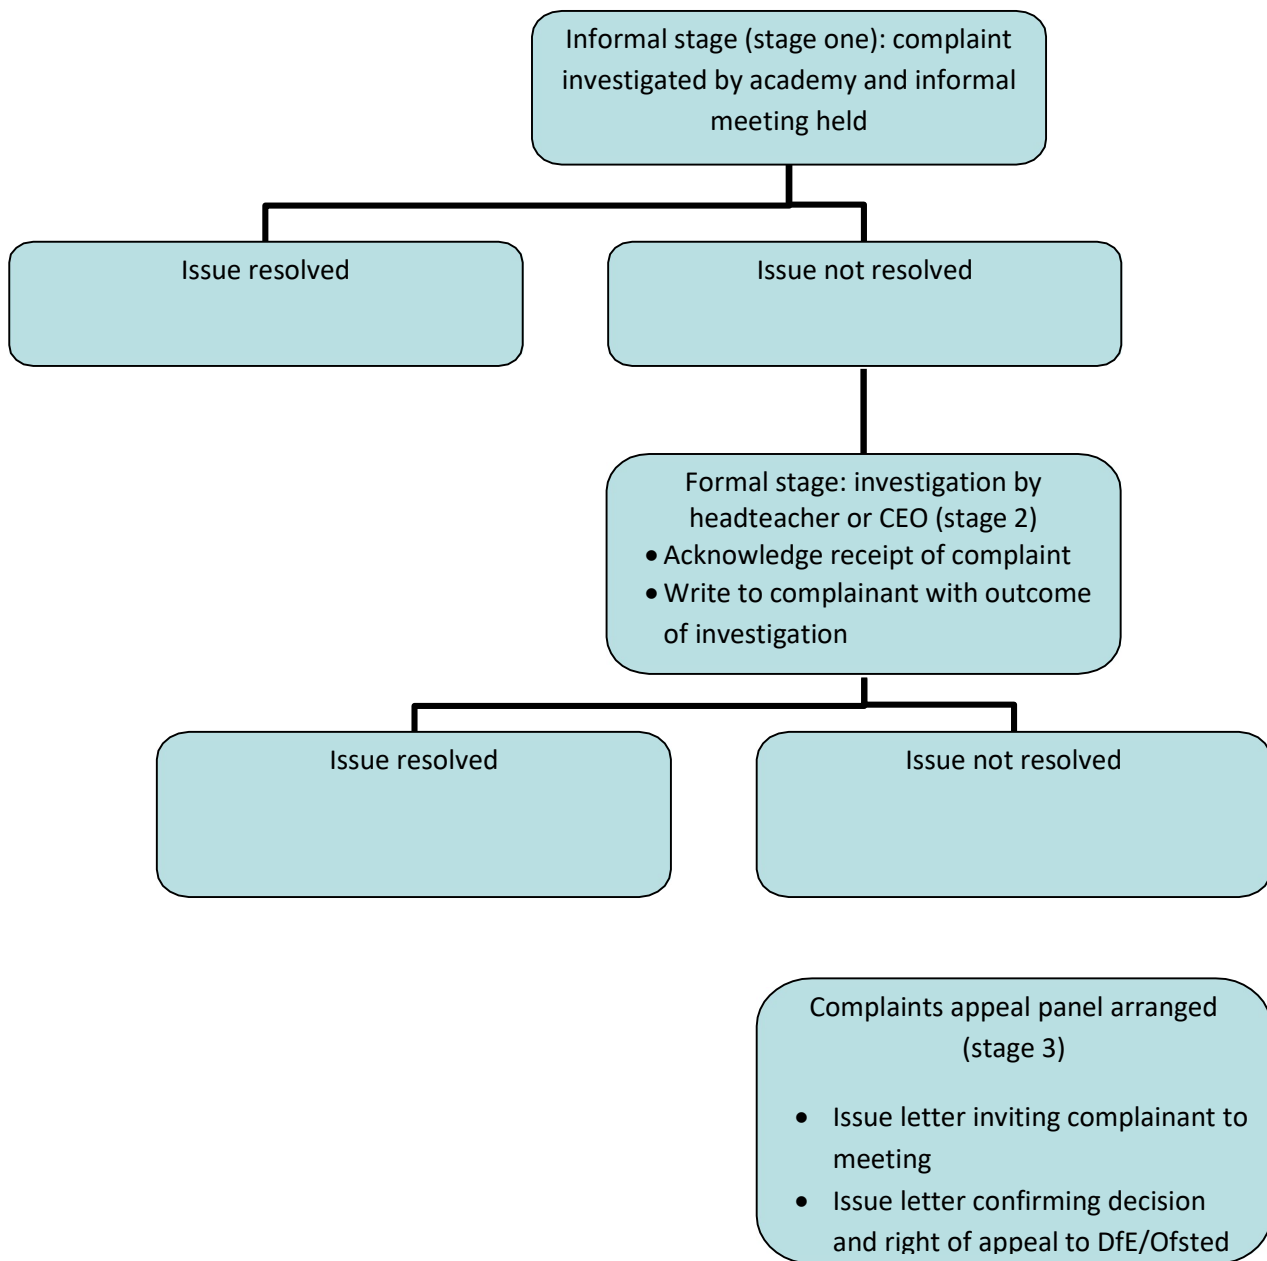 Informal stage (stage one): complaint
investigated by academy and informal
meeting held
Issue resolved
Issue not resolved
Formal stage: investigation by
headteacher or CEO (stage 2)
• Acknowledge receipt of complaint
• Write to complainant with outcome
of investigation
Issue resolved
Issue not resolved
Complaints appeal panel arranged
(stage 3)
• Issue letter inviting complainant to
meeting
• Issue letter confirming decision
and right of appeal to DfE/Ofsted